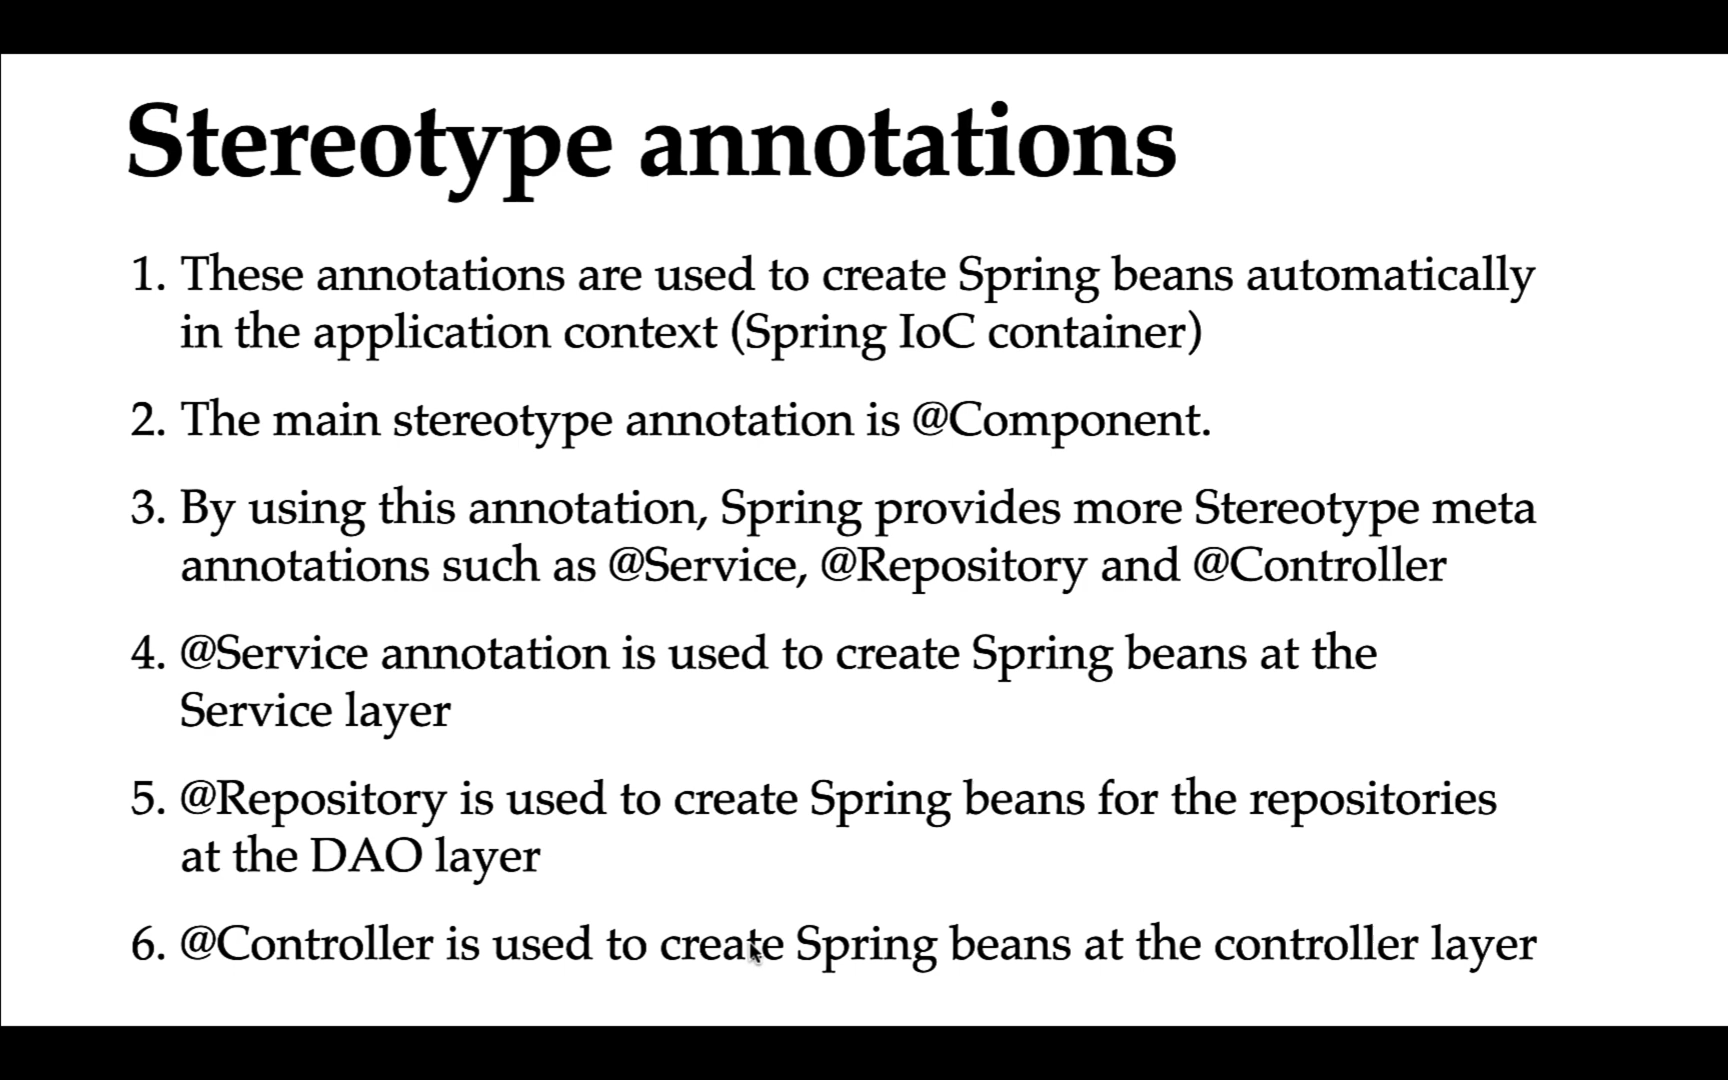 Stereotype annotations
1. These annotations are used to create Spring beans automatically
in the application context (Spring IoC container)
2. The main stereotype annotation is @Component.
3. By using this annotation, Spring provides more Stereotype meta
annotations such as @Service, @Repository and @Controller
4. @Service annotation is used to create Spring beans at the
Service layer
5. @Repository is used to create Spring beans for the repositories
at the DAO layer
6. @Controller is used to create Spring beans at the controller layer